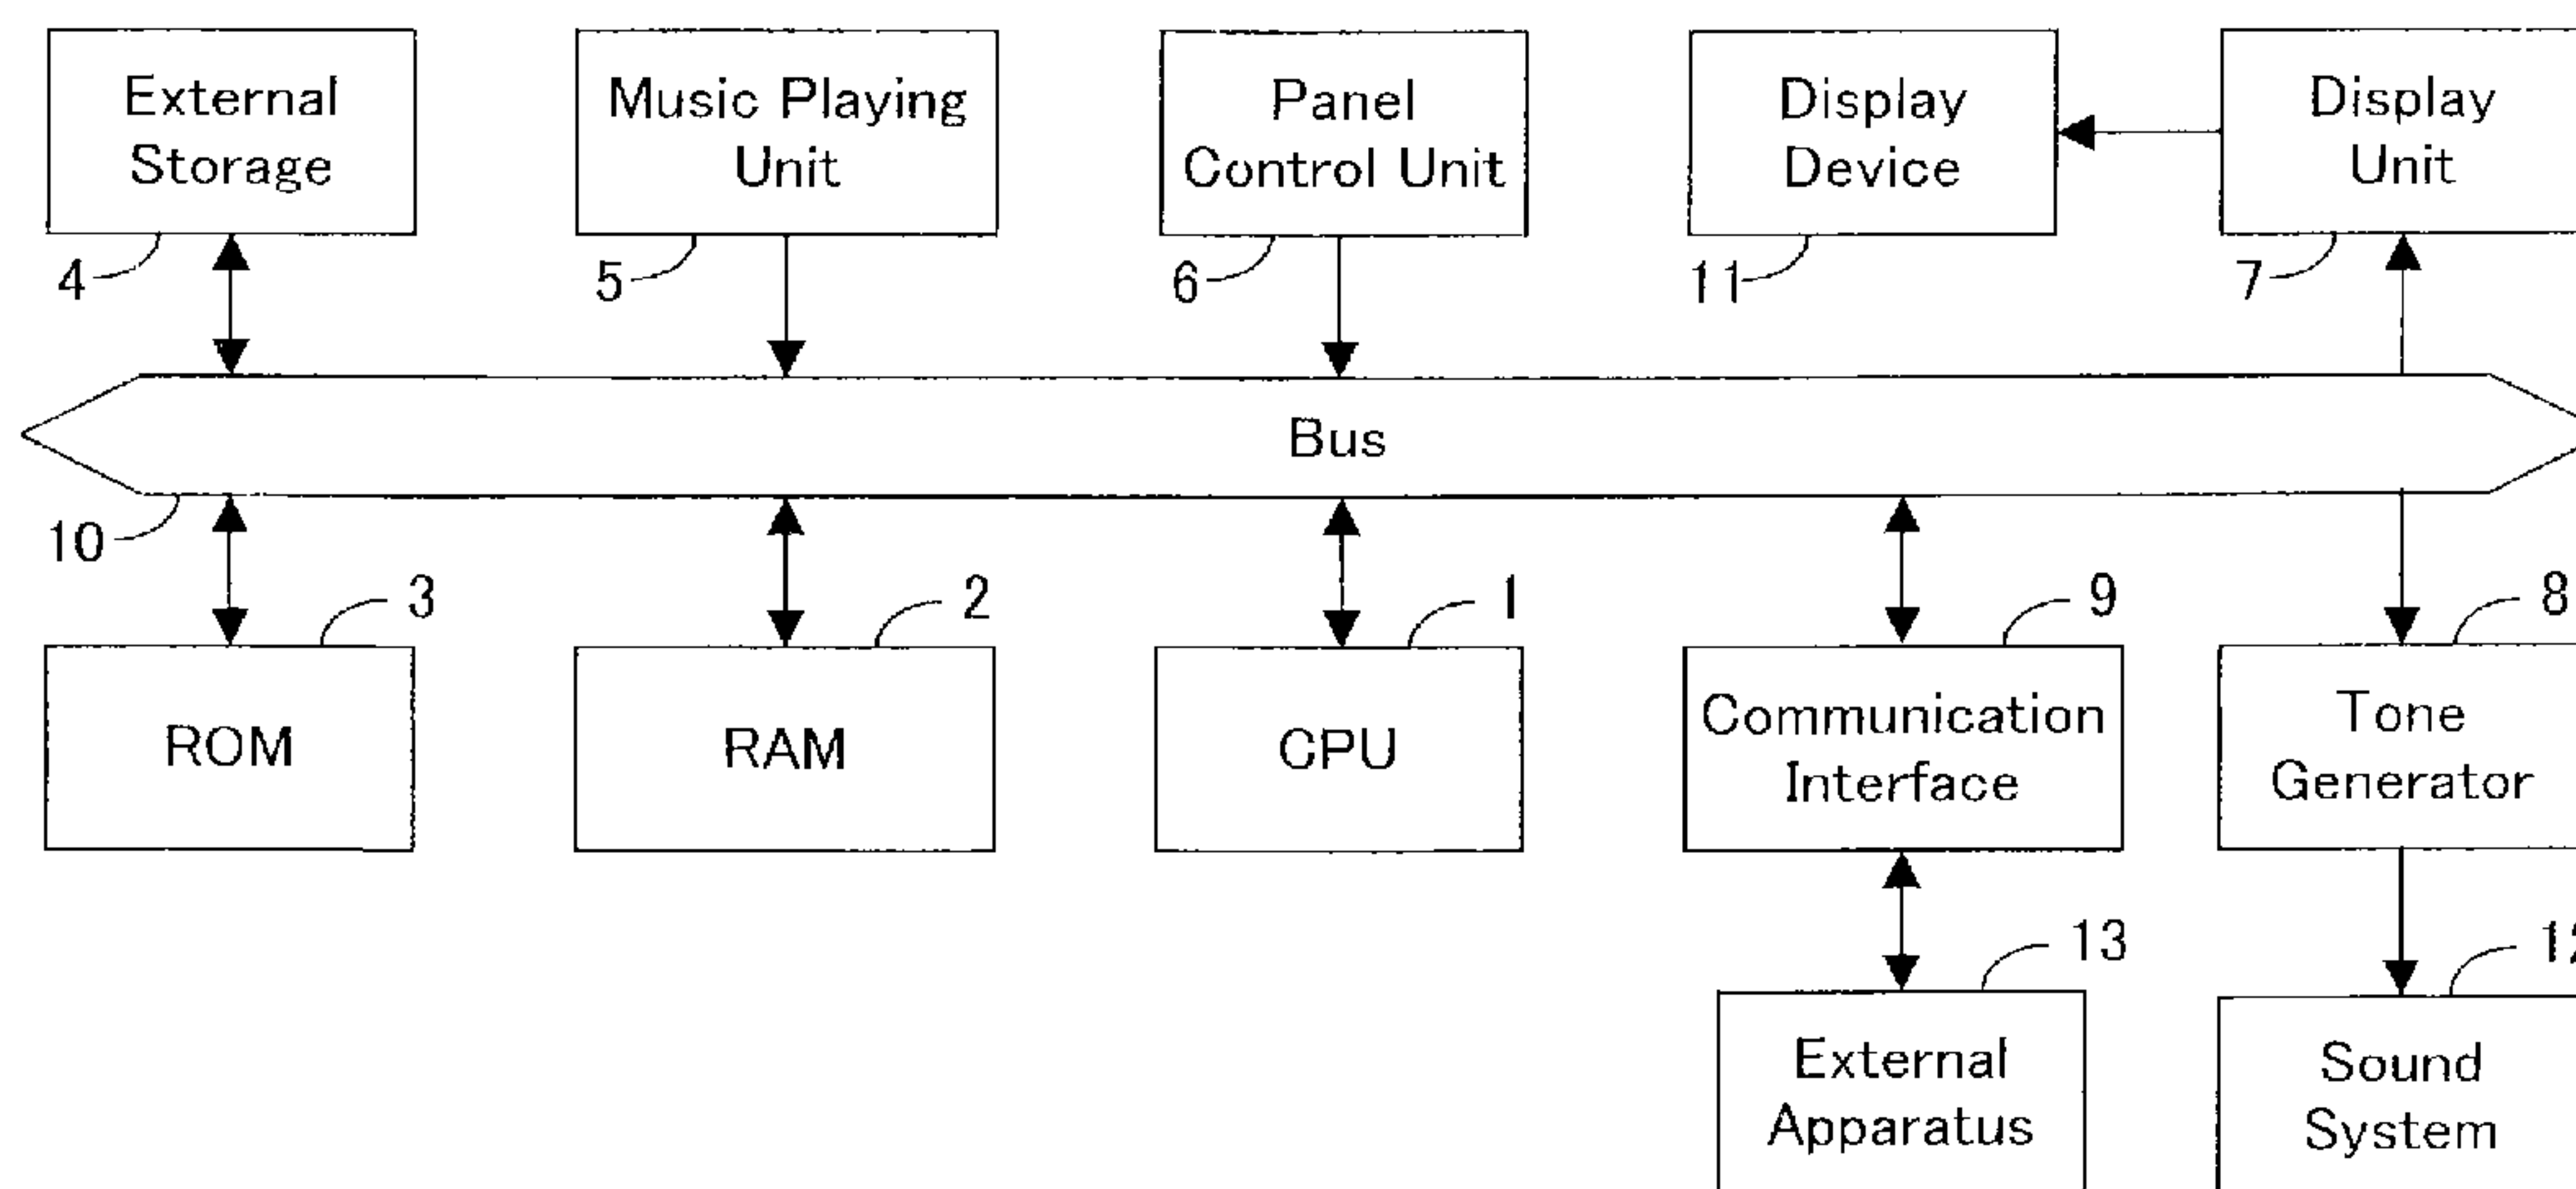 External
Storage
Music Playing
Unit
Panel
Control Unit
Display
Device
Display
Unit
4
5
6
11
7
Bus
10
3
2
1
9
8
ROM
RAM
CPU
Communication
Interface
Tone
Generator
13
12
External
Apparatus
Sound
System